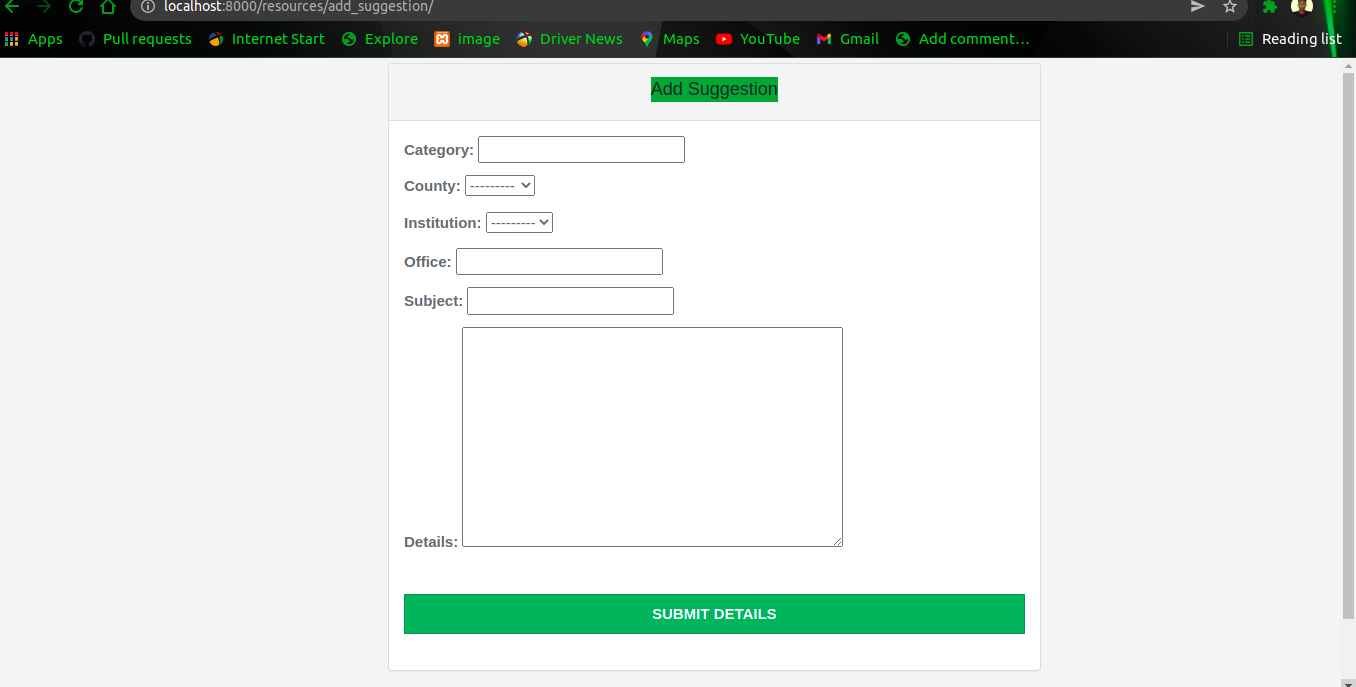 localhost:8000/resources/add_suggestion/
Apps Pull requests Internet Start Explore image Driver News Maps YouTube Gmail Add comment... Reading list
Add Suggestion
Category:
County: ---------
Institution: ---------
Office:
Subject:
Details:
SUBMIT DETAILS